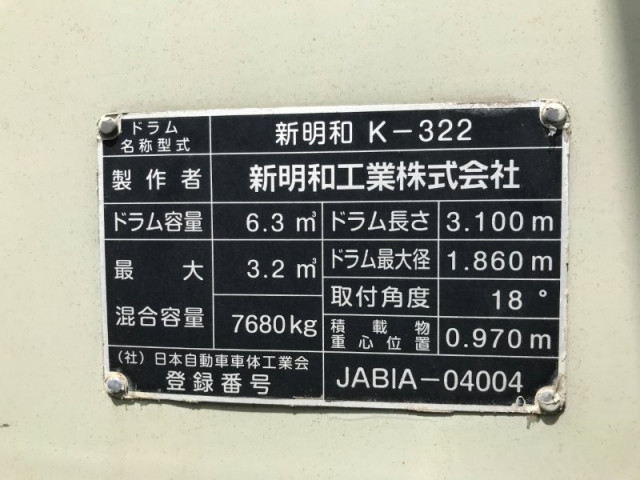 ドラム
名称型式
新明和 K-322
製作者
新明和工業株式会社
ドラム容量
6.3 m³
ドラム長さ
3.100 m
最大
混合容量
3.2 m³
7680kg
ドラム最大径
1.860 m
取付角度
18°
積載物
重心位置
0.970 m
(社)日本自動車車体工業会
登録番号
JABIA-04004